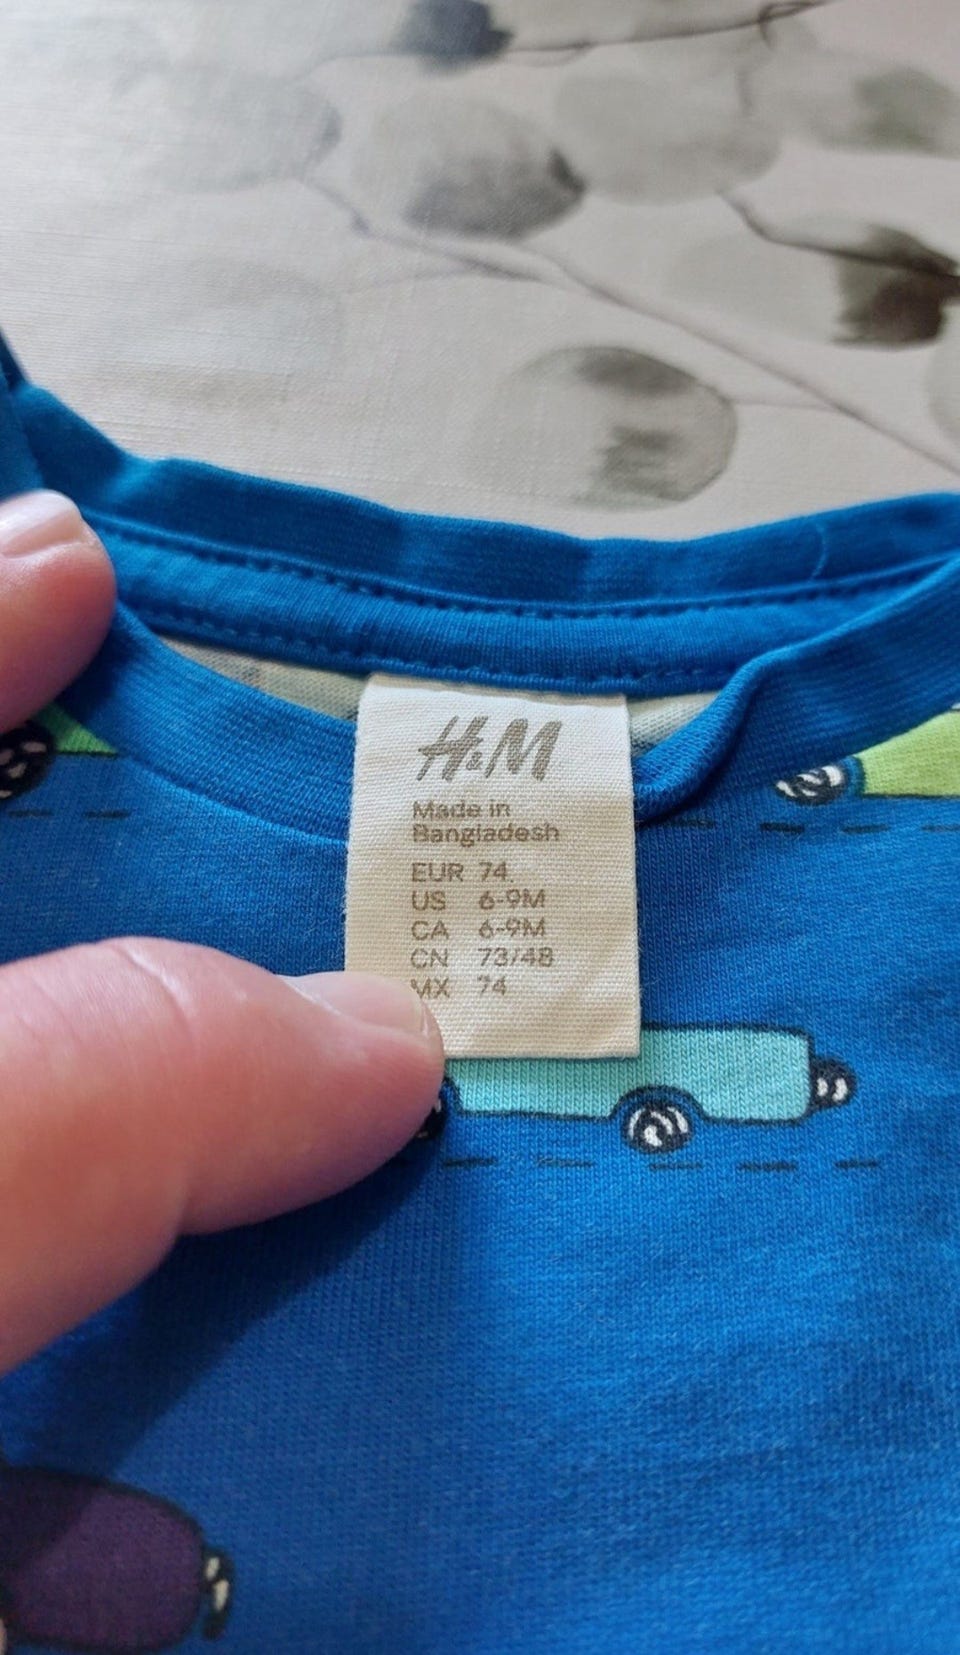 H&M
Made in
Bangladesh
EUR 74
US 6-9M
CA 6-9M
CN 73/48
MX 74